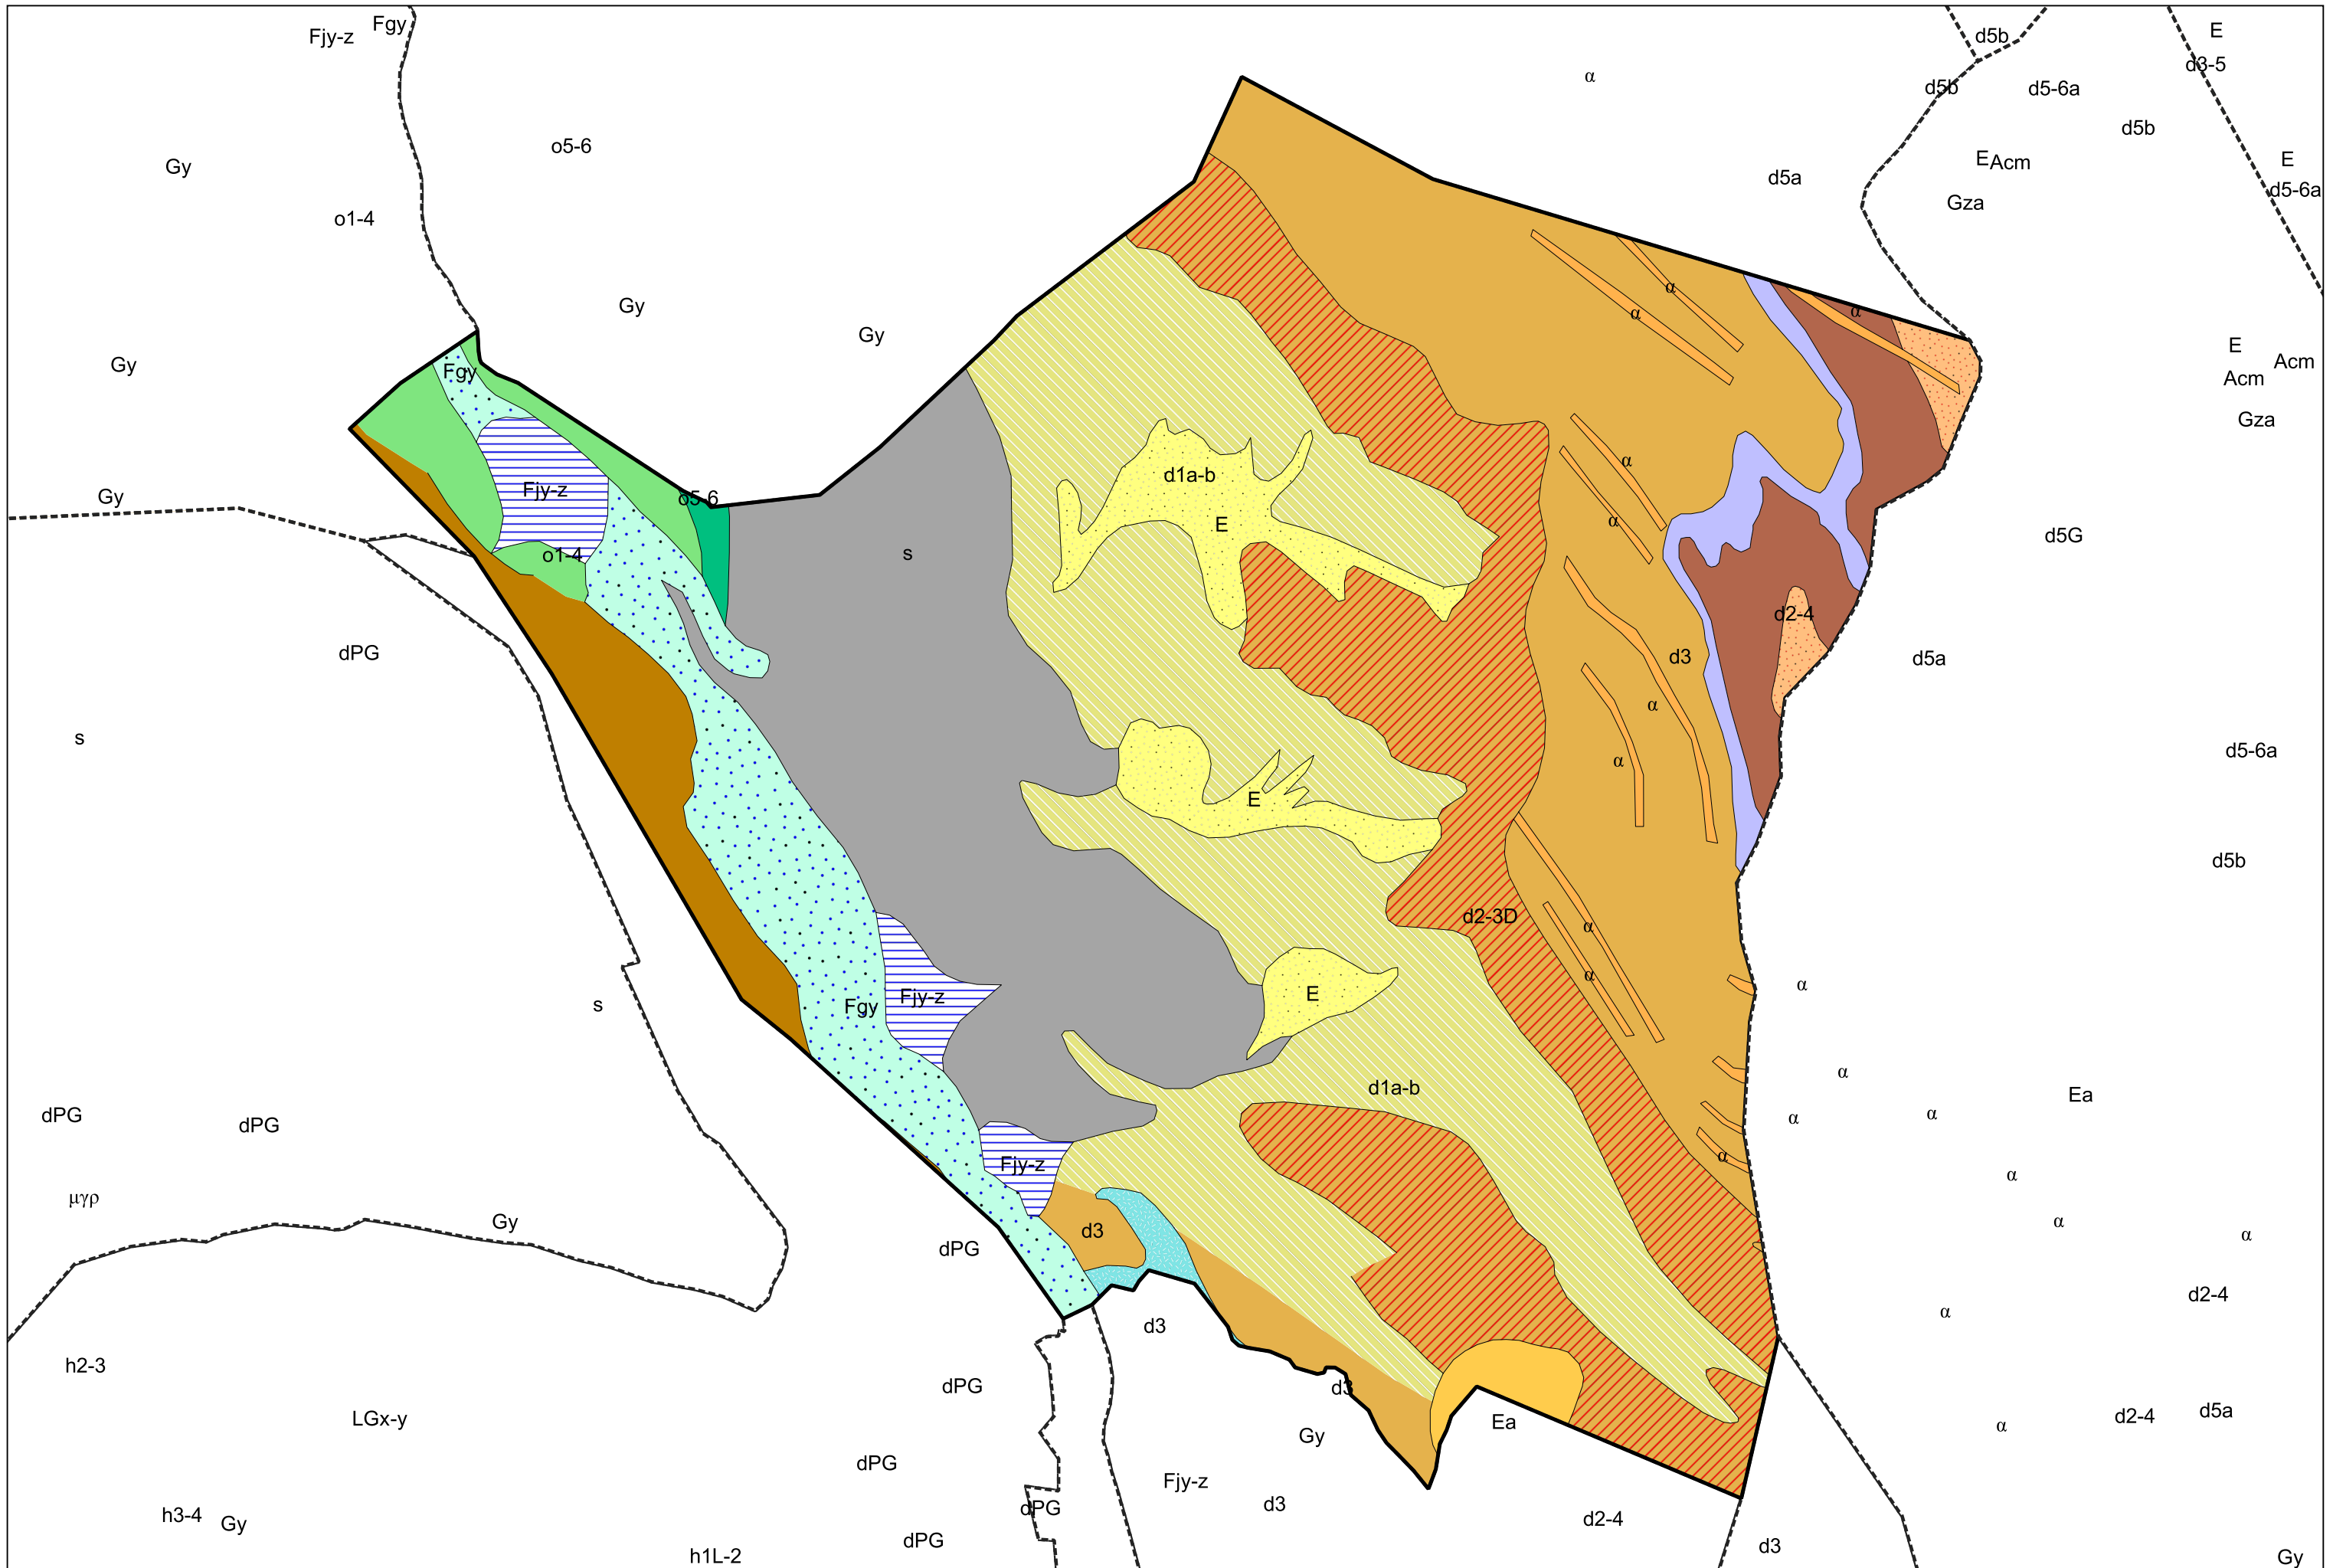 Fgy
Fjy-z
E
d5b
d3-5
α
d5b
d5-6a
d5b
o5-6
E
Acm
E
Gy
d5a
d5-6a
Gza
o1-4
α
Gy
α
α
Gy
E
Acm
Gy
Fgy
Acm
Gza
α
d1a-b
Fjy-z
Gy
o5-6
α
E
d5G
o1-4
s
d2-4
dPG
d3
d5a
α
s
d5-6a
α
E
d5b
d2-3D
α
α
α
E
Fjy-z
s
Fgy
α
d1a-b
Ea
dPG
α
α
dPG
α
Fjy-z
α
μγρ
Gy
α
d3
α
dPG
d2-4
α
d3
h2-3
dPG
d3
d5a
LGx-y
d2-4
Ea
α
Gy
dPG
Fjy-z
d3
dPG
h3-4
d2-4
Gy
dPG
d3
h1L-2
Gy